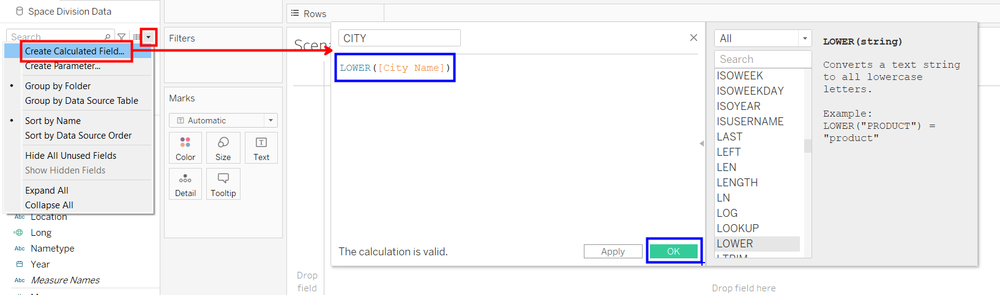 Space Division Data
Search
Create Calculated Field...
Create Parameter...
Group by Folder
Group by Data Source Table
Sort by Name
Sort by Data Source Order
Hide All Unused Fields
Show Hidden Fields
Expand All
Collapse All
Abc Location
Long
Abc Nametype
Year
Abc Measure Names
Filters
Marks
Automatic
Color
Size
Text
Detail
Tooltip
Rows
CITY
LOWER([City Name])
The calculation is valid.
Apply
OK
Drop
field
Drop field here
All
Search
ISOWEEK
ISOWEEKDAY
ISOYEAR
ISUSERNAME
LAST
LEFT
LEN
LENGTH
LN
LOG
LOOKUP
LOWER
LTRIM
LOWER(string)
Converts a text string
to all lowercase
letters.
Example:
LOWER("PRODUCT") =
"product"